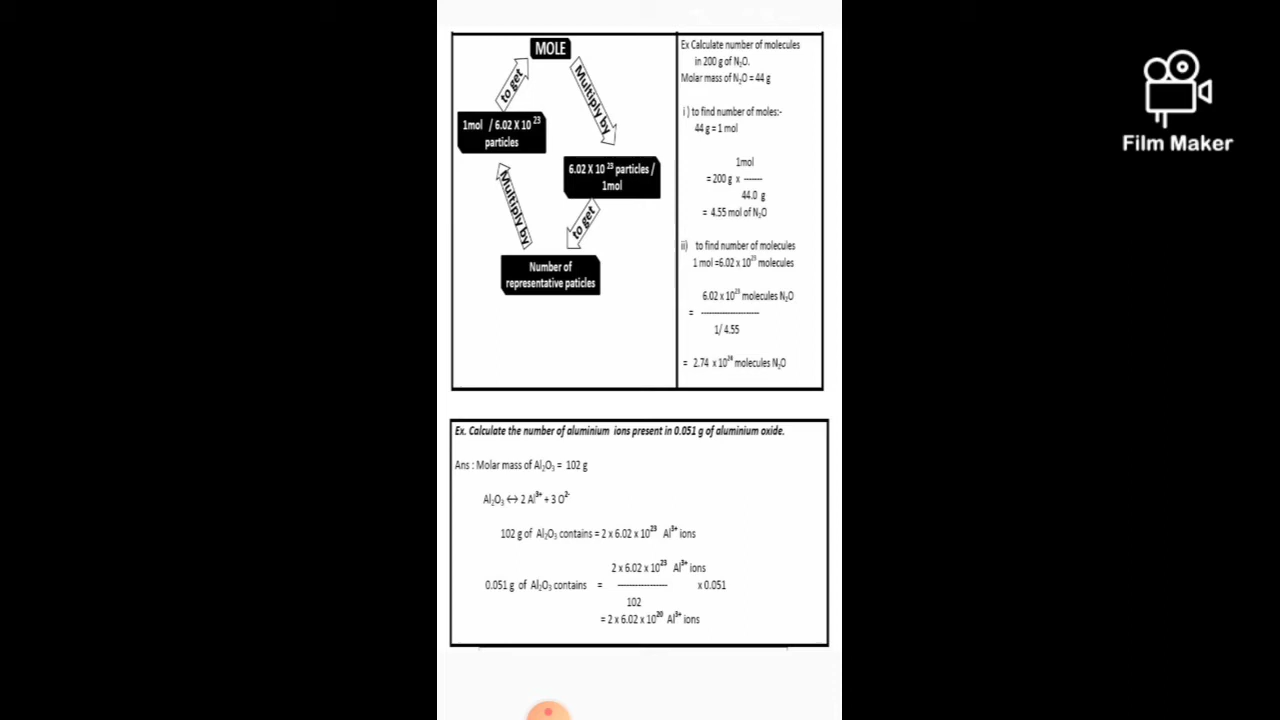 MOLE
to get
Multiply by
1mol / 6.02 X 10²³
particles
6.02 X 10²³ particles /
1mol
Multiply by
to get
Number of
representative paticles
Ex Calculate number of molecules
in 200 g of N₂O.
Molar mass of N₂O = 44 g
i ) to find number of moles:-
44 g = 1 mol
1mol
= 200 g x -------
44.0 g
= 4.55 mol of N₂O
ii) to find number of molecules
1 mol =6.02 x 10²³ molecules
6.02 x 10²³ molecules N₂O
= --------------------
1/ 4.55
= 2.74 x 10²⁴ molecules N₂O
Ex. Calculate the number of aluminium ions present in 0.051 g of aluminium oxide.
Ans : Molar mass of Al₂O₃ = 102 g
Al₂O₃ ↔ 2 Al³⁺ + 3 O²⁻
102 g of Al₂O₃ contains = 2 x 6.02 x 10²³ Al³⁺ ions
2 x 6.02 x 10²³ Al³⁺ ions
0.051 g of Al₂O₃ contains = ----------------- x 0.051
102
= 2 x 6.02 x 10²⁰ Al³⁺ ions
Film Maker